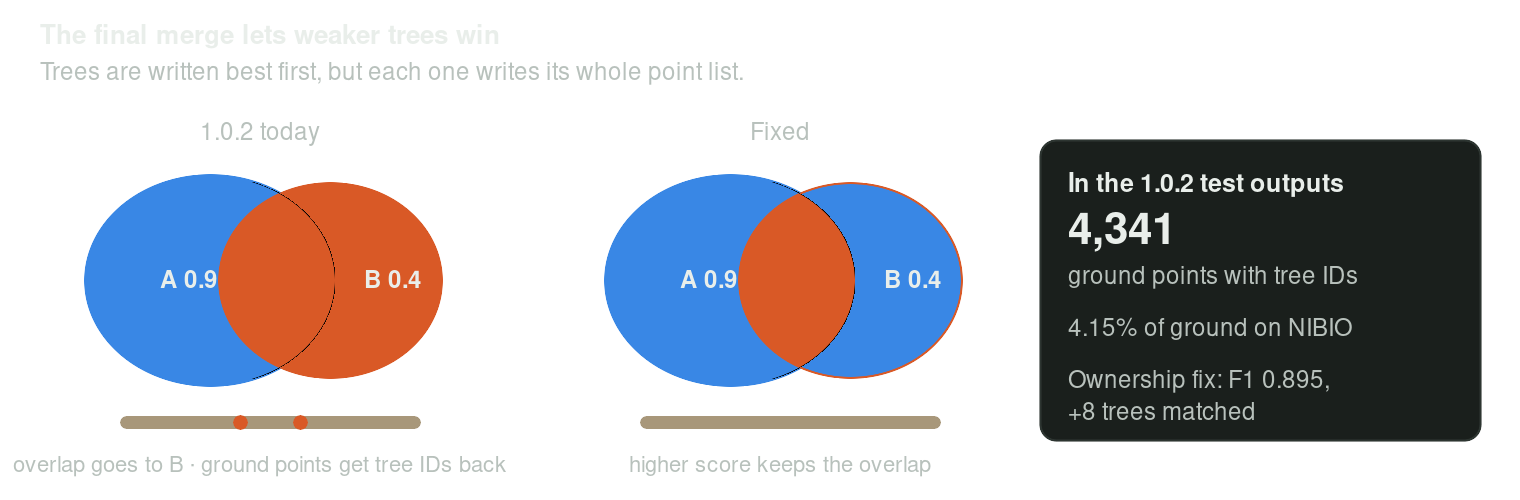 The final merge lets weaker trees win
Trees are written best first, but each one writes its whole point list.
1.0.2 today
Fixed
A 0.9
B 0.4
A 0.9
B 0.4
overlap goes to B · ground points get tree IDs back
higher score keeps the overlap
In the 1.0.2 test outputs
4,341
ground points with tree IDs
4.15% of ground on NIBIO
Ownership fix: F1 0.895,
+8 trees matched